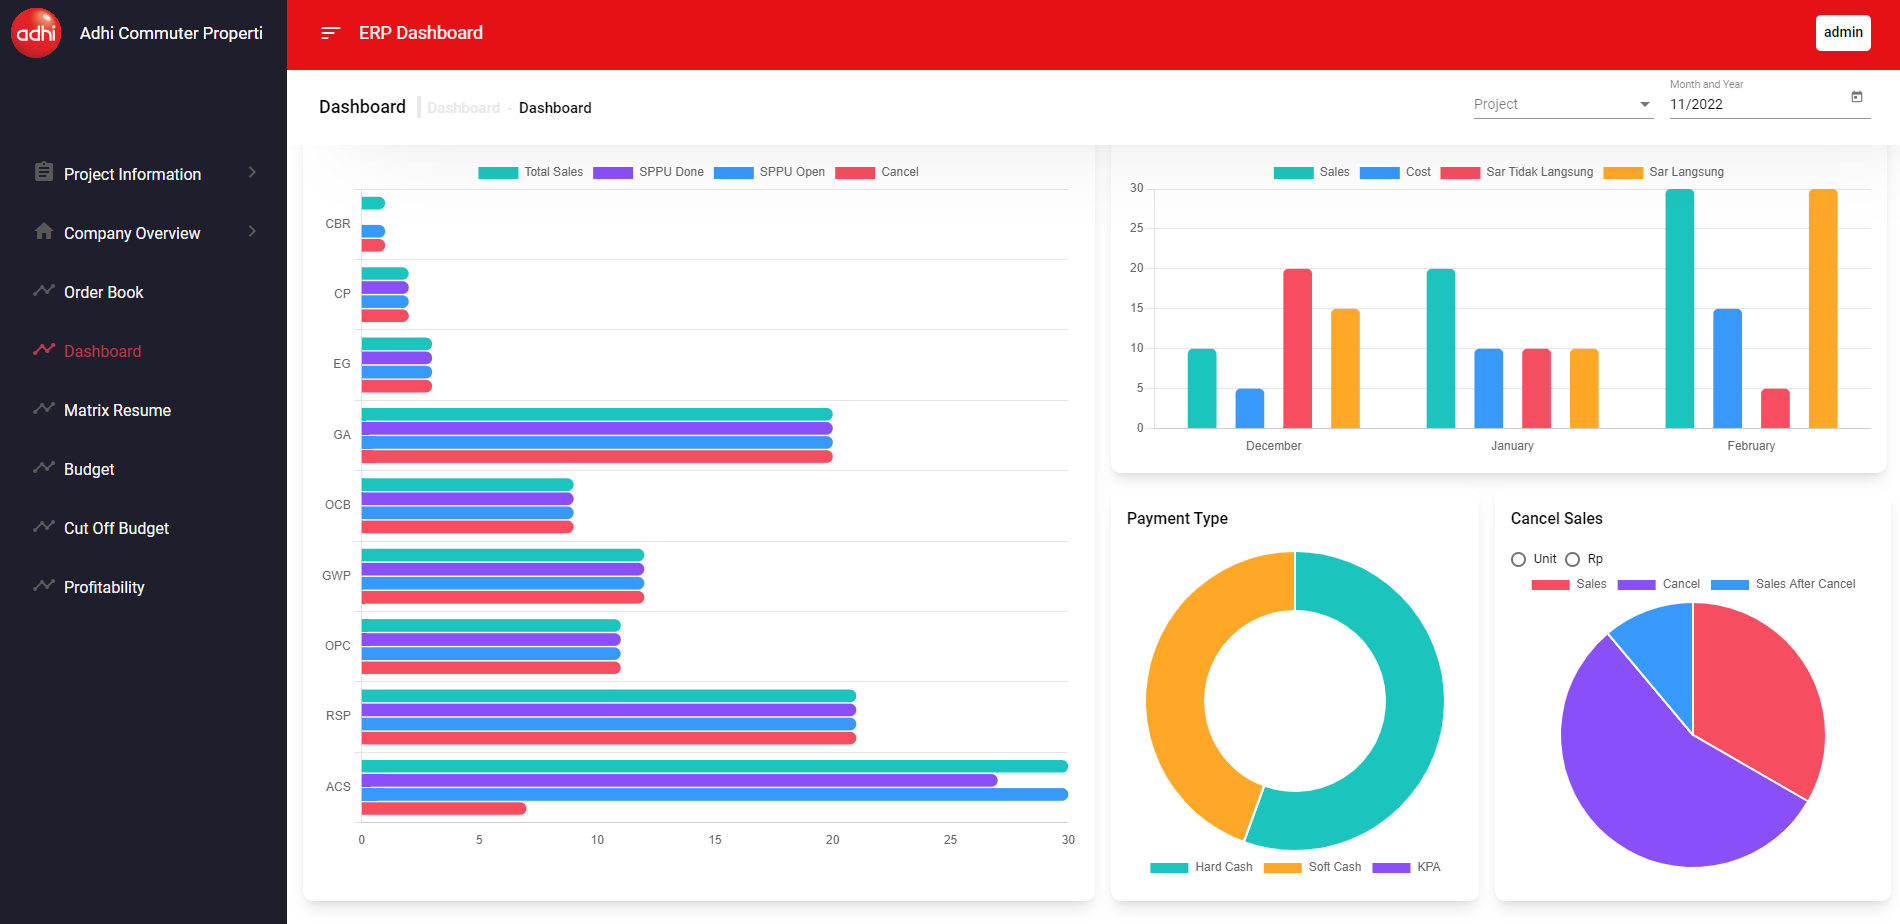 adhi
Adhi Commuter Properti
ERP Dashboard
admin
Dashboard
Dashboard - Dashboard
Project
Month and Year
11/2022
Project Information
Company Overview
Order Book
Dashboard
Matrix Resume
Budget
Cut Off Budget
Profitability
Total Sales SPPU Done SPPU Open Cancel
CBR
CP
EG
GA
OCB
GWP
OPC
RSP
ACS
0 5 10 15 20 25 30
Sales Cost Sar Tidak Langsung Sar Langsung
30
25
20
15
10
5
0
December January February
Payment Type
Hard Cash Soft Cash KPA
Cancel Sales
Unit Rp
Sales Cancel Sales After Cancel